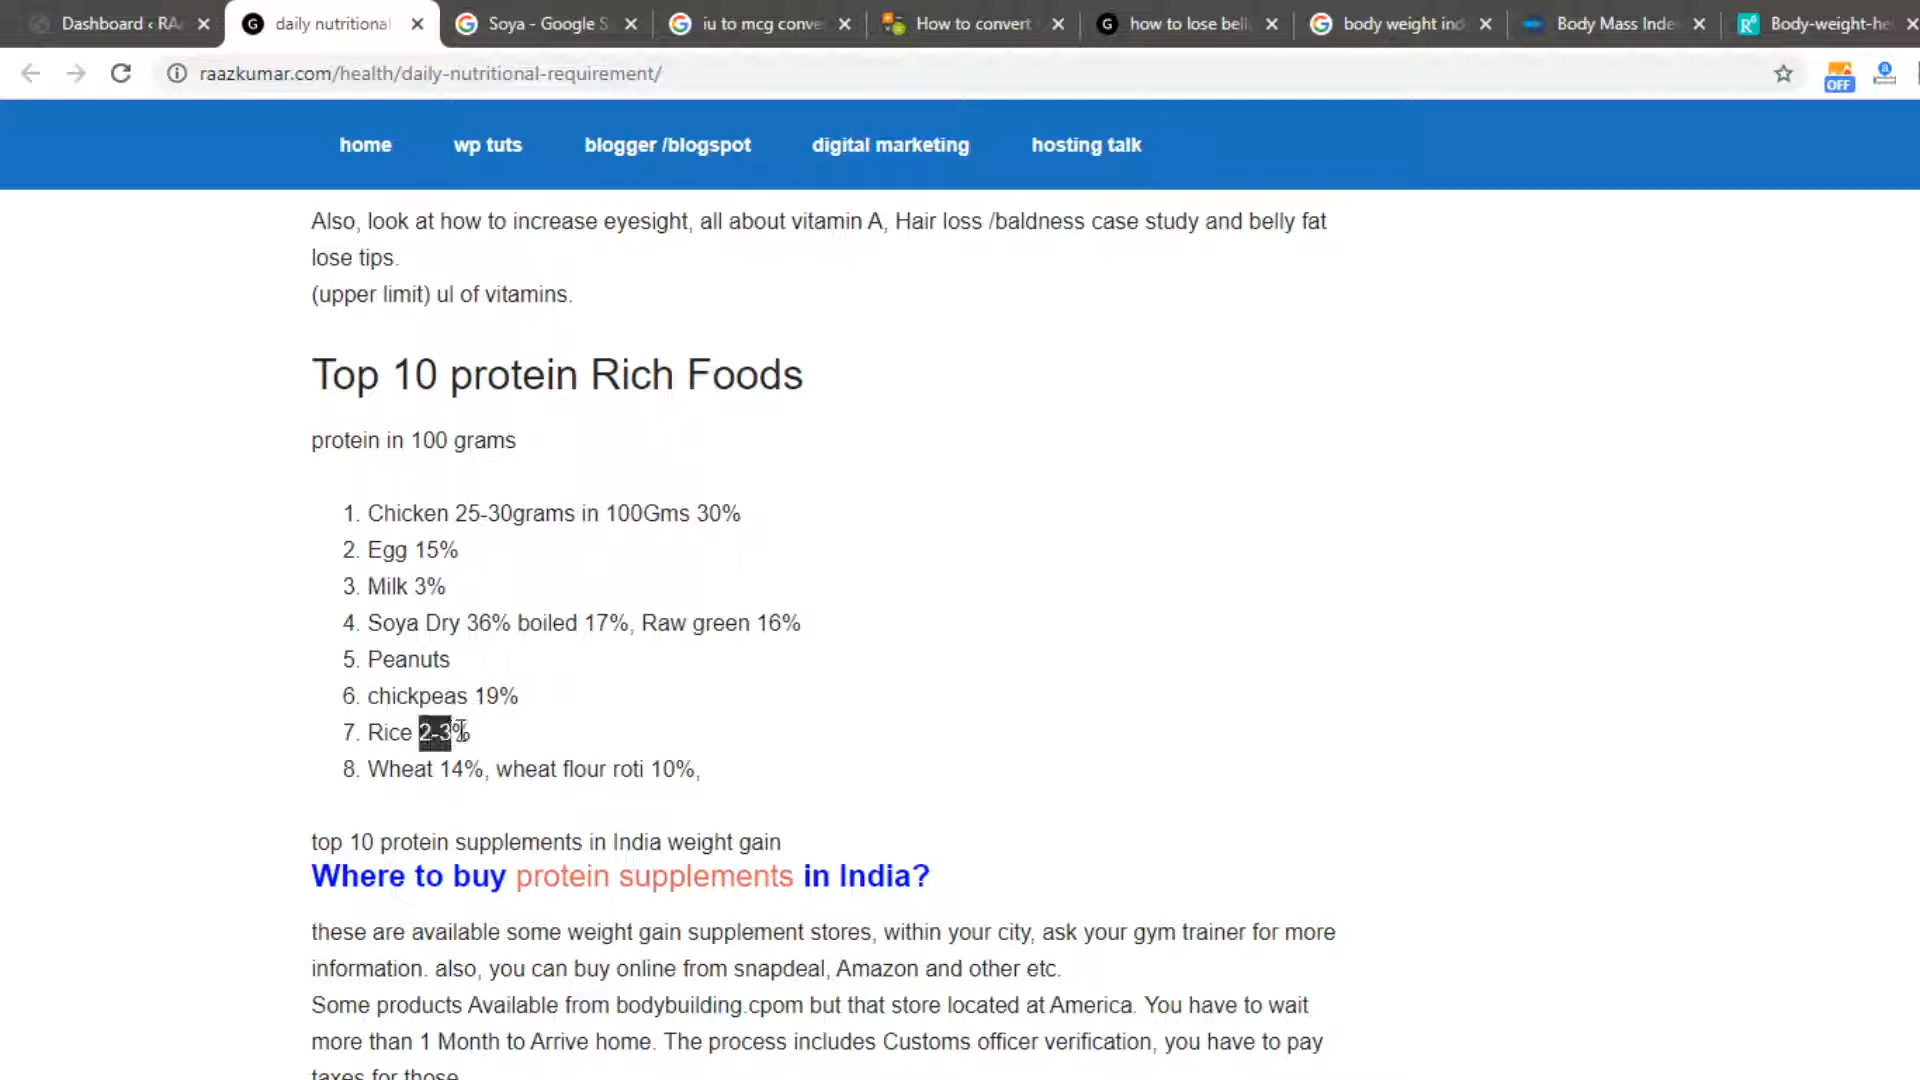 Dashboard ‹ RA
daily nutritional
Soya - Google S
iu to mcg conve
How to convert
how to lose bell
body weight ind
Body Mass Inde
Body-weight-he
raazkumar.com/health/daily-nutritional-requirement/
OFF
home
wp tuts
blogger /blogspot
digital marketing
hosting talk
Also, look at how to increase eyesight, all about vitamin A, Hair loss /baldness case study and belly fat
lose tips.
(upper limit) ul of vitamins.
Top 10 protein Rich Foods
protein in 100 grams
1. Chicken 25-30grams in 100Gms 30%
2. Egg 15%
3. Milk 3%
4. Soya Dry 36% boiled 17%, Raw green 16%
5. Peanuts
6. chickpeas 19%
7. Rice 2-3%
8. Wheat 14%, wheat flour roti 10%,
top 10 protein supplements in India weight gain
Where to buy protein supplements in India?
these are available some weight gain supplement stores, within your city, ask your gym trainer for more
information. also, you can buy online from snapdeal, Amazon and other etc.
Some products Available from bodybuilding.cpom but that store located at America. You have to wait
more than 1 Month to Arrive home. The process includes Customs officer verification, you have to pay
taxes for those